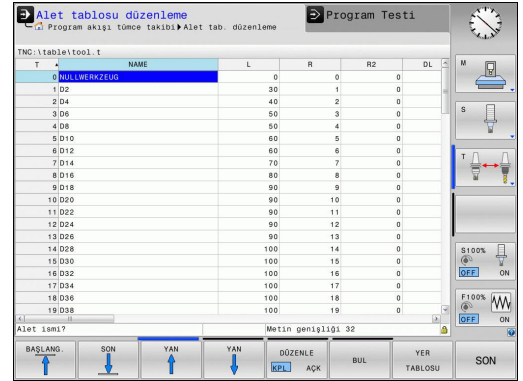 Alet tablosu düzenleme
Program akışı tümce takibi▶Alet tab. düzenleme
Program Testi
TNC:\table\tool.t
T NAME L R R2 DL
0 NULLWERKZEUG 0 0 0
1 D2 30 1 0
2 D4 40 2 0
3 D6 50 3 0
4 D8 50 4 0
5 D10 60 5 0
6 D12 60 6 0
7 D14 70 7 0
8 D16 80 8 0
9 D18 90 9 0
10 D20 90 10 0
11 D22 90 11 0
12 D24 90 12 0
13 D26 90 13 0
14 D28 100 14 0
15 D30 100 15 0
16 D32 100 16 0
17 D34 100 17 0
18 D36 100 18 0
19 D38 100 19 0
Alet ismi? Metin genişliği 32
M
S
T
S100%
OFF ON
F100%
OFF ON
BAŞLANG.
SON
YAN
YAN
DÜZENLE
KPL AÇK
BUL
YER
TABLOSU
SON